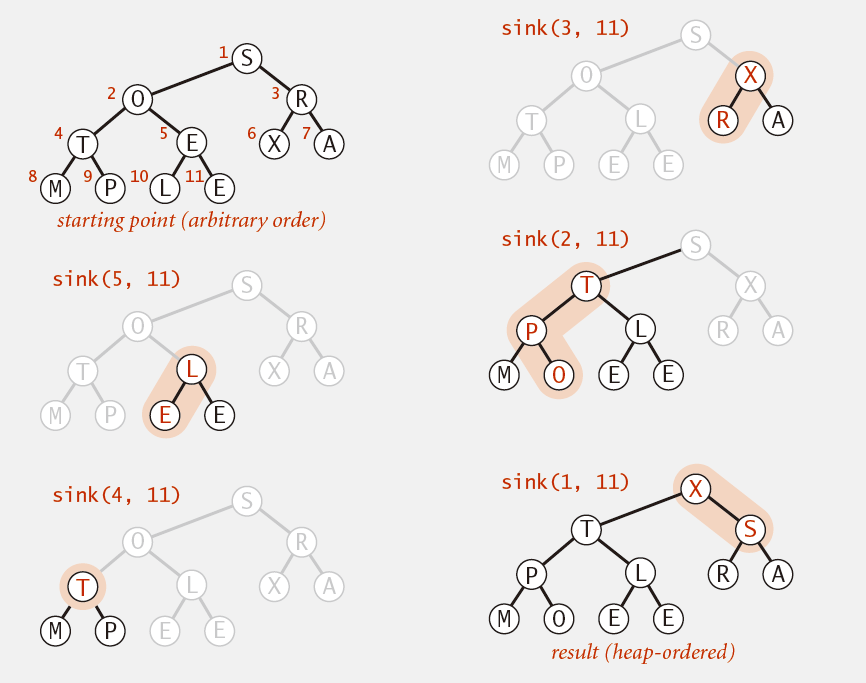 1 S
2 O 3 R
4 T 5 E 6 X 7 A
8 M 9 P 10 L 11 E
starting point (arbitrary order)
sink(5, 11)
S
O R
T L X A
M P E E
sink(4, 11)
S
O R
T L X A
M P E E
sink(3, 11)
S
O X
T L R A
M P E E
sink(2, 11)
S
T X
P L R A
M O E E
sink(1, 11)
X
T S
P L R A
M O E E
result (heap-ordered)